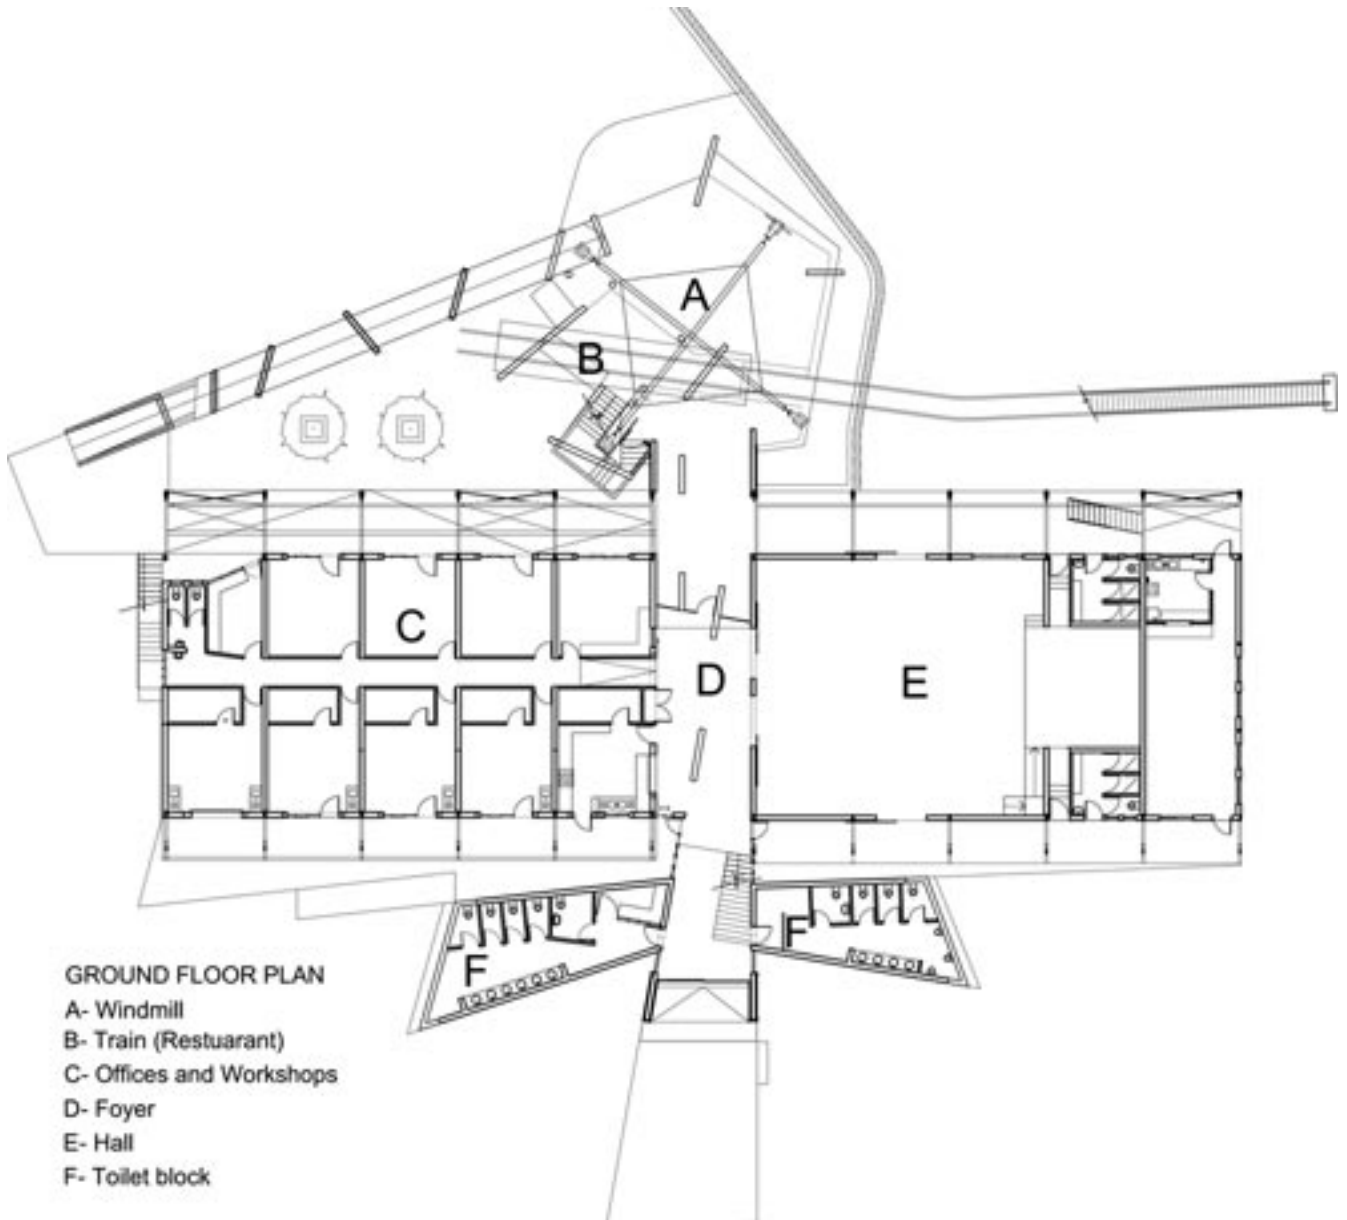 A
B
C
D
E
F
F
GROUND FLOOR PLAN
A- Windmill
B- Train (Restuarant)
C- Offices and Workshops
D- Foyer
E- Hall
F- Toilet block